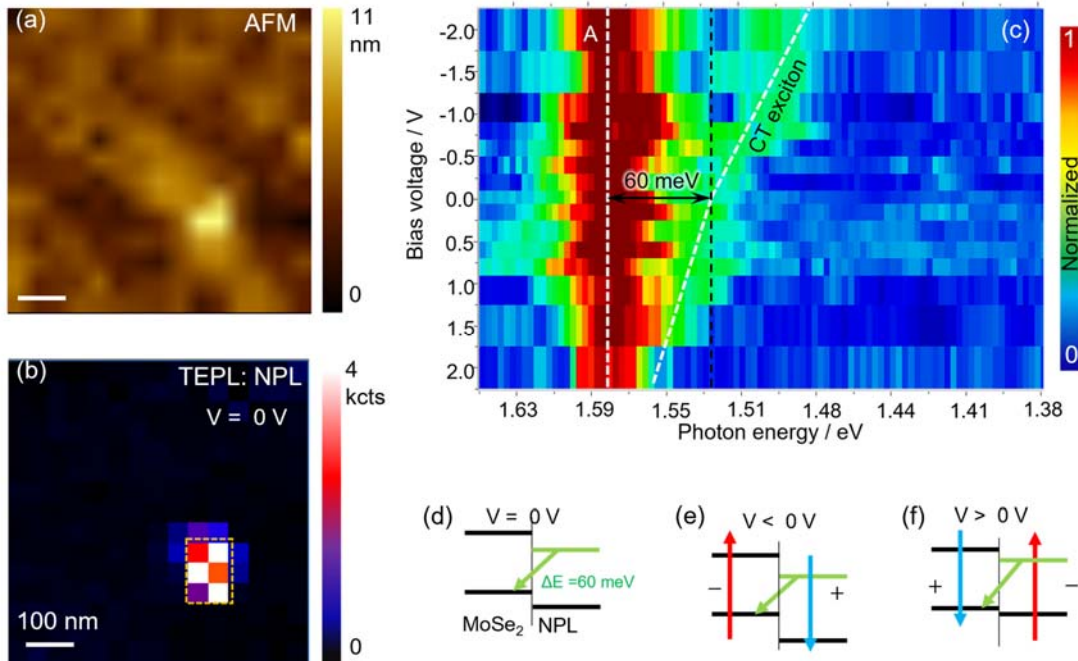 (a) AFM
11
nm
0
(b) TEPL: NPL
V = 0 V
100 nm
4
kcts
0
(c)
A
CT exciton
60 meV
Bias voltage / V
-2.0
-1.5
-1.0
-0.5
0.0
0.5
1.0
1.5
2.0
1.63 1.59 1.55 1.51 1.48 1.44 1.41 1.38
Photon energy / eV
1
Normalized
0
(d) V = 0 V
ΔE =60 meV
MoSe₂ NPL
(e) V < 0 V
− +
(f) V > 0 V
+ −